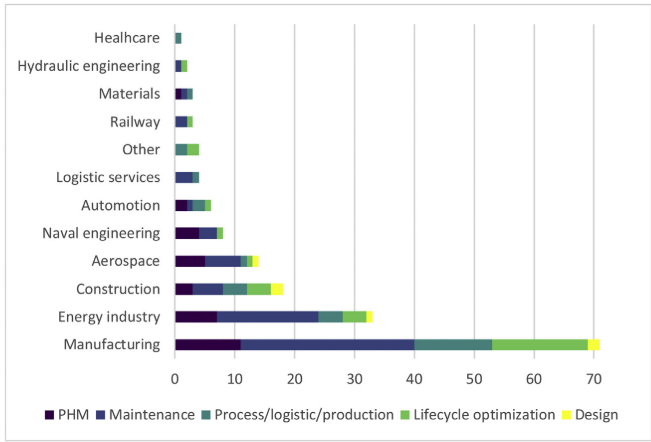 Healhcare
Hydraulic engineering
Materials
Railway
Other
Logistic services
Automotion
Naval engineering
Aerospace
Construction
Energy industry
Manufacturing
0 10 20 30 40 50 60 70
PHM Maintenance Process/logistic/production Lifecycle optimization Design